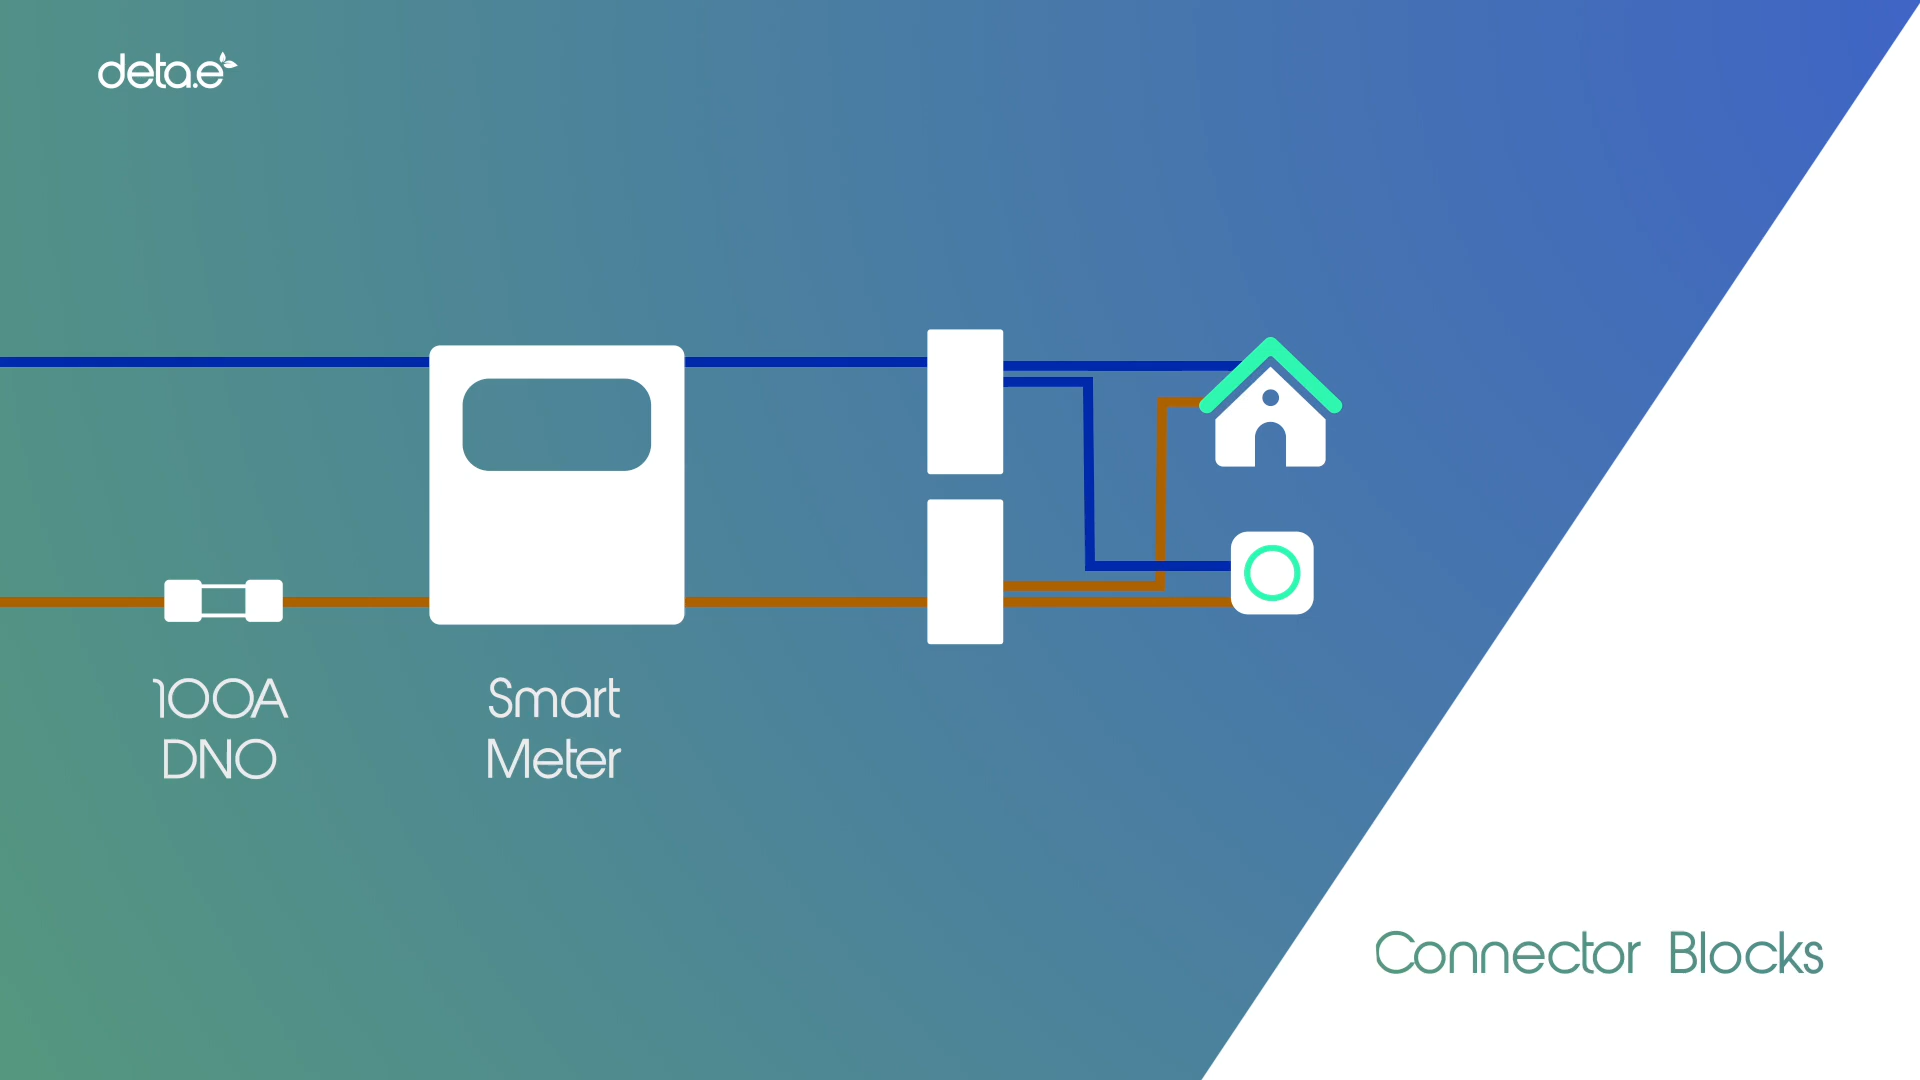 deta.e
100A
DNO
Smart
Meter
Connector Blocks